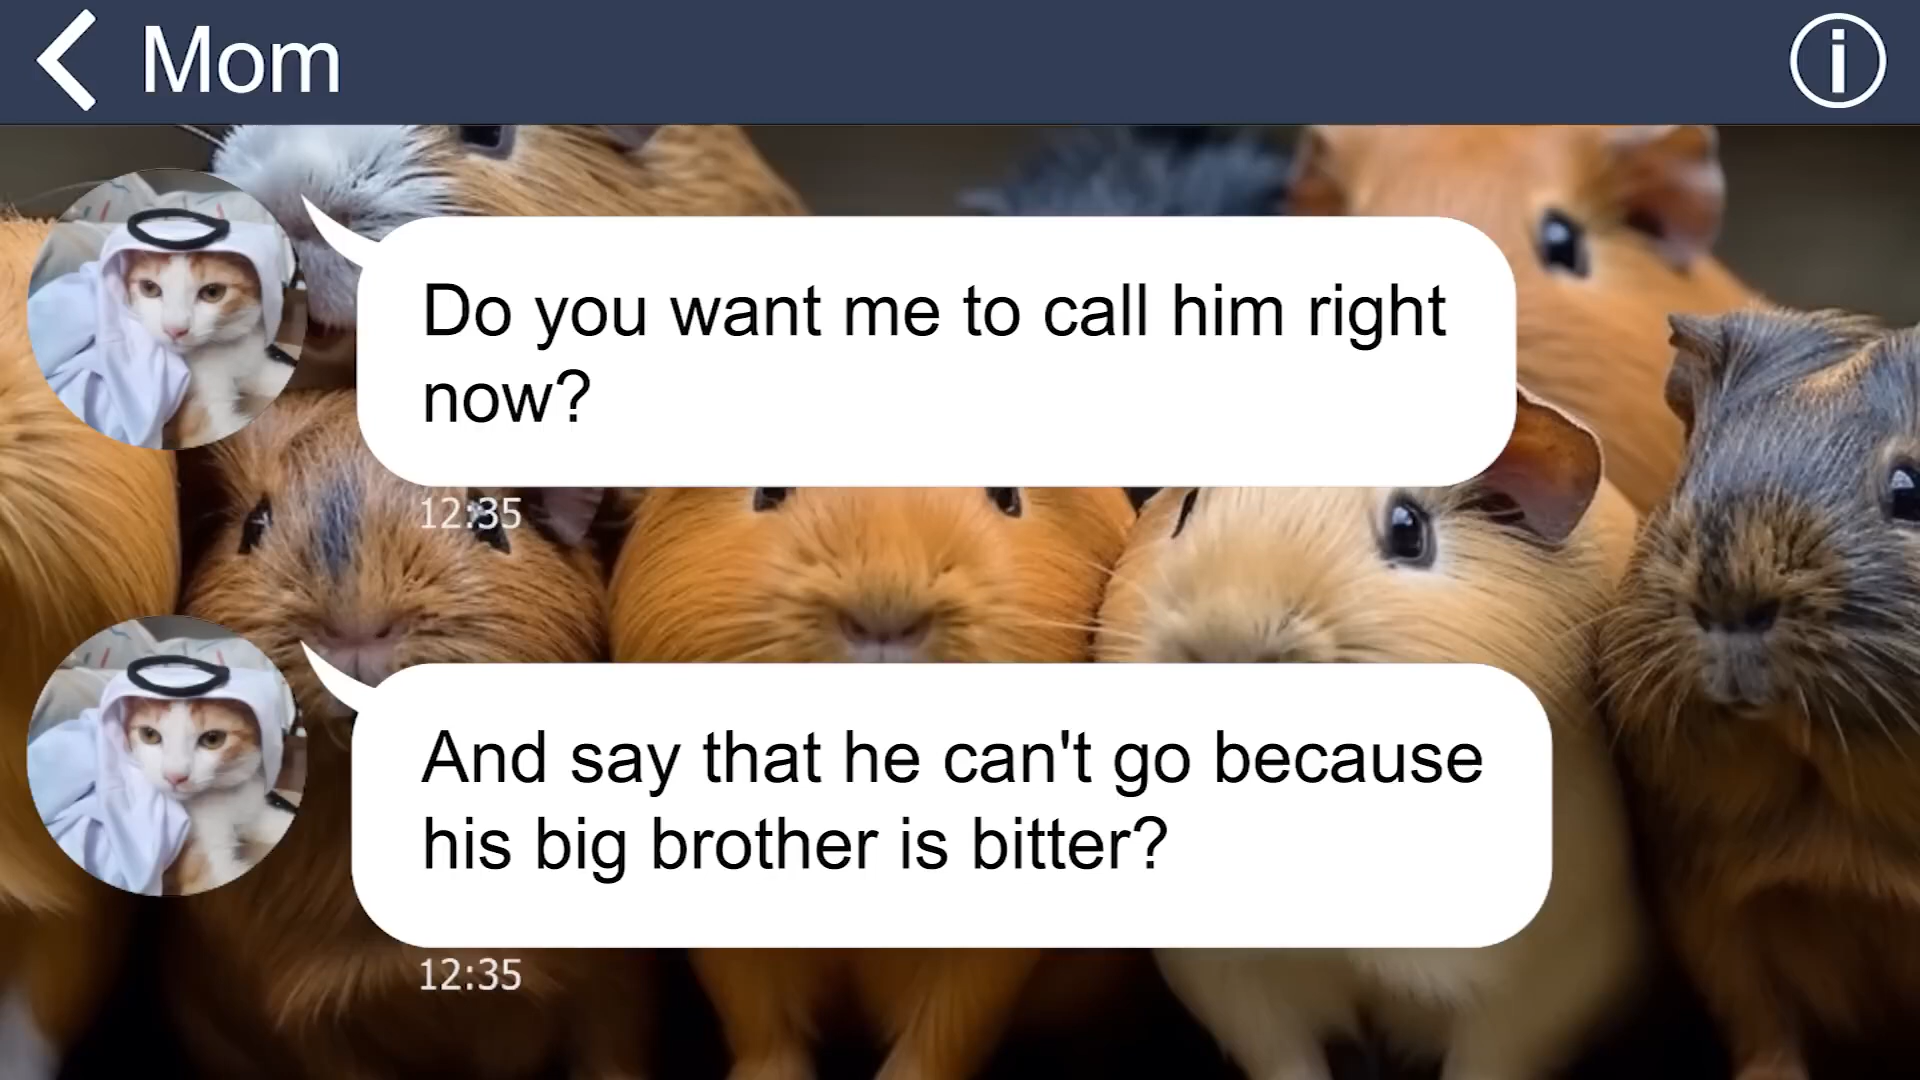 Mom
Do you want me to call him right
now?
12:35
And say that he can't go because
his big brother is bitter?
12:35